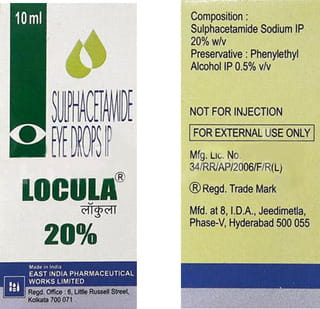 10 ml
SULPHACETAMIDE
EYE DROPS IP
LOCULA®
लॉकुला
20%
Made in India
EAST INDIA PHARMACEUTICAL
WORKS LIMITED
Regd. Office : 6, Little Russell Street,
Kolkata 700 071
Composition :
Sulphacetamide Sodium IP
20% w/v
Preservative : Phenylethyl
Alcohol IP 0.5% v/v
NOT FOR INJECTION
FOR EXTERNAL USE ONLY
Mfg. Lic. No.
34/RR/AP/2006/F/R(L)
® Regd. Trade Mark
Mfd. at 8, I.D.A., Jeedimetla,
Phase-V, Hyderabad 500 055